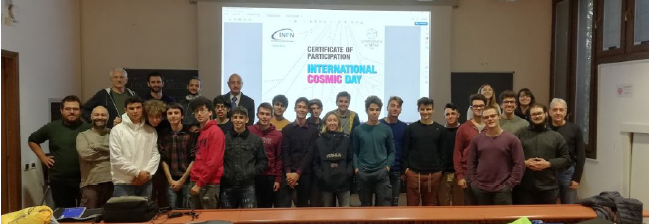 INFN
CERTIFICATE OF
PARTICIPATION
INTERNATIONAL
COSMIC DAY